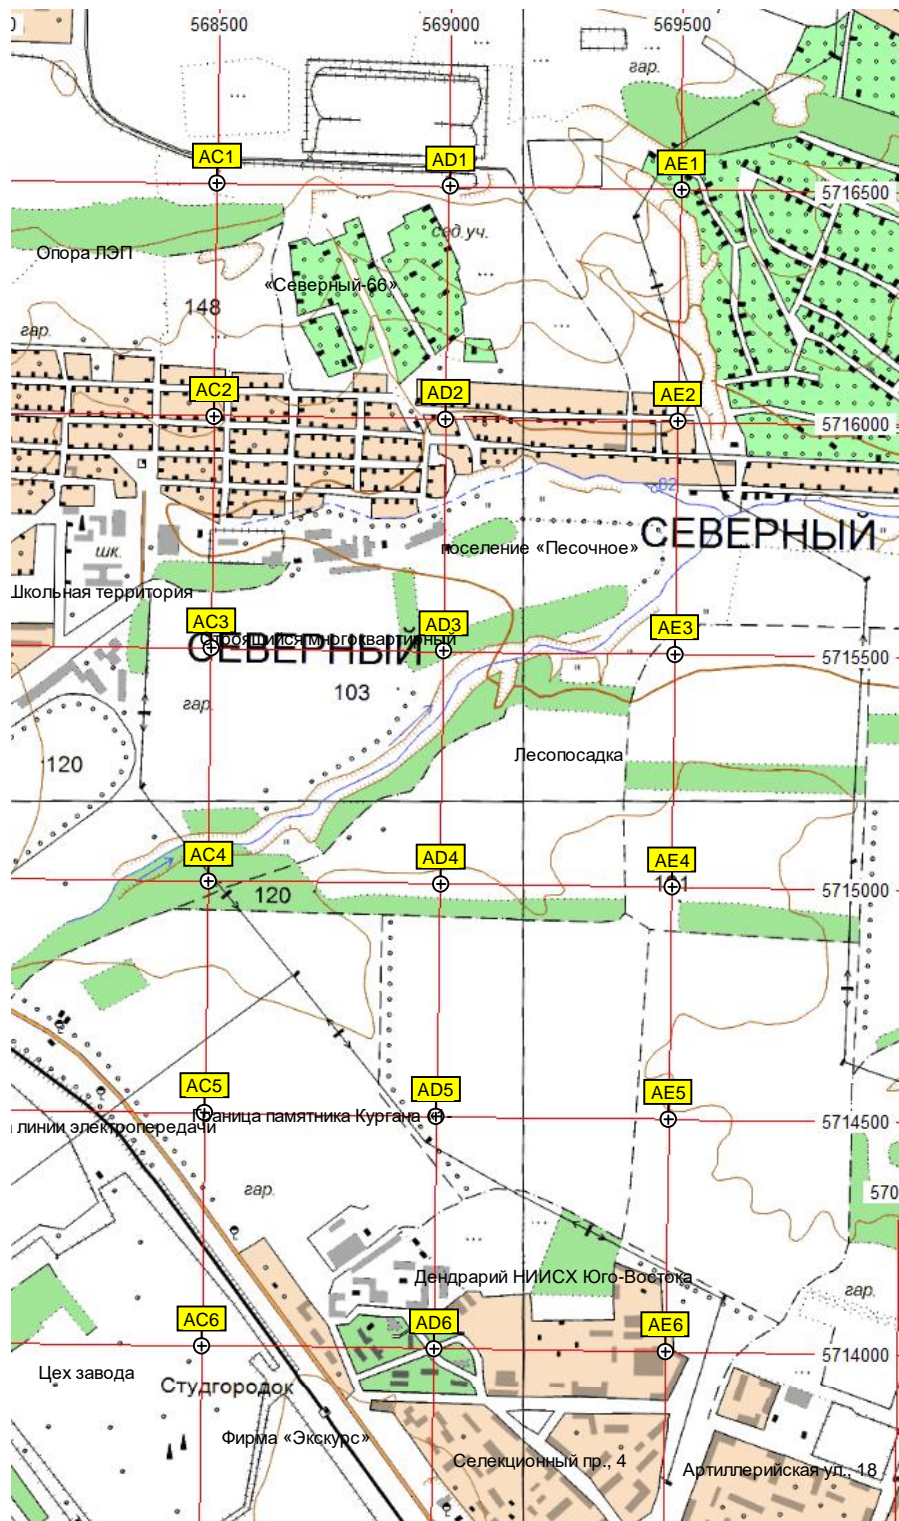 0
568500
569000
569500
гар.
AC1
AD1
AE1
5716500
сад.уч.
Опора ЛЭП
«Северный-66»
148
гар.
AC2
AD2
AE2
5716000
62
СЕВЕРНЫЙ
поселение «Песочное»
шк.
Школьная территория
AC3
AD3
AE3
Строящийся многоквартирный
СЕВЕРНЫЙ
5715500
103
гар.
Лесопосадка
120
AC4
AD4
AE4
120
5715000
AC5
AD5
AE5
Граница памятника Кургана
линии электропередачи
5714500
гар.
570
Дендрарий НИИСХ Юго-Востока
гар.
AC6
AD6
AE6
5714000
Цех завода
Студгородок
Фирма «Экскурс»
Селекционный пр., 4
Артиллерийская ул., 18